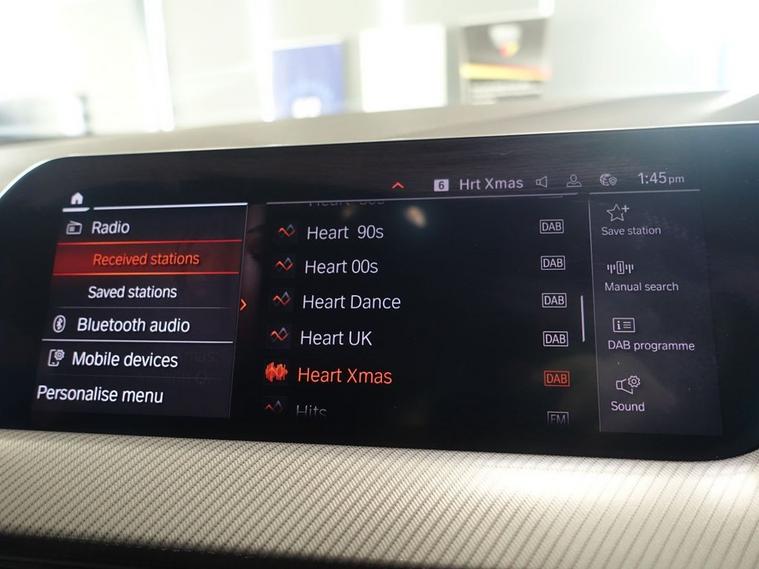 6 Hrt Xmas 1:45pm
Radio
Received stations
Saved stations
Bluetooth audio
Mobile devices
Personalise menu
Heart 90s DAB
Heart 00s DAB
Heart Dance DAB
Heart UK DAB
Heart Xmas DAB
Hits FM
Save station
Manual search
DAB programme
Sound